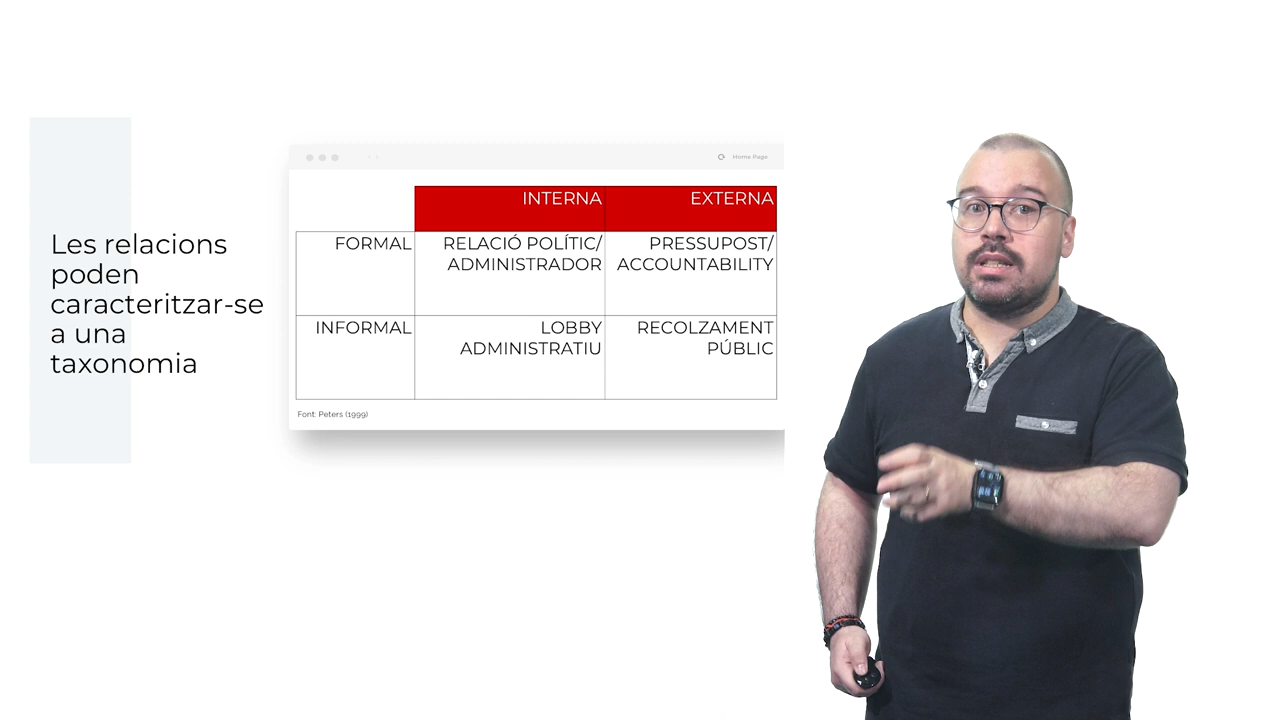 Les relacions
poden
caracteritzar-se
a una
taxonomia
Home Page
INTERNA
EXTERNA
FORMAL
RELACIÓ POLÍTIC/
ADMINISTRADOR
PRESSUPOST/
ACCOUNTABILITY
INFORMAL
LOBBY
ADMINISTRATIU
RECOLZAMENT
PÚBLIC
Font: Peters (1999)